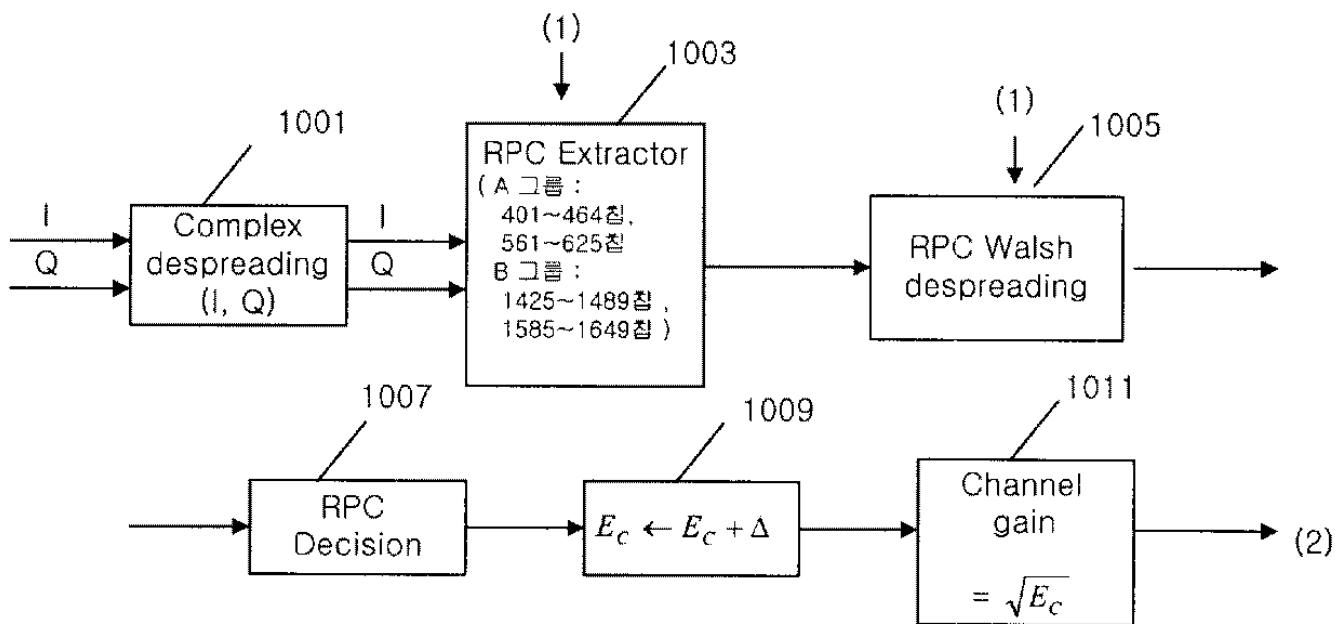 (1)
1003
1001
(1)
1005
I
Q
Complex
despreading
(I, Q)
I
Q
RPC Extractor
( A 그룹 :
401~464칩,
561~625칩
B 그룹 :
1425~1489칩 ,
1585~1649칩 )
RPC Walsh
despreading
1007
1009
1011
RPC
Decision
E_C ← E_C + Δ
Channel
gain
= √E_C
(2)